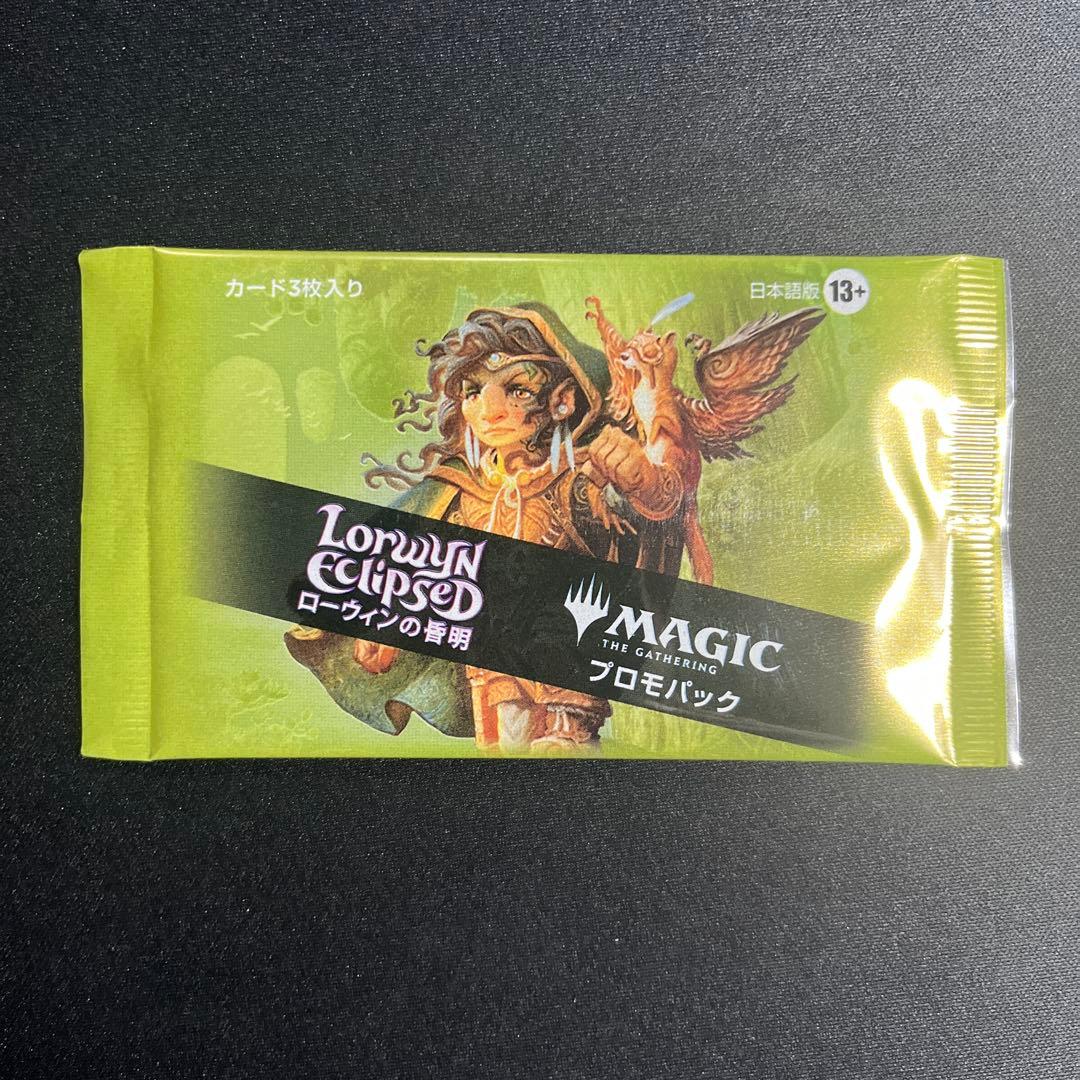 カード3枚入り
日本語版 13+
Lorwyn
Eclipsed
ローウィンの昏明
MAGIC
THE GATHERING
プロモパック